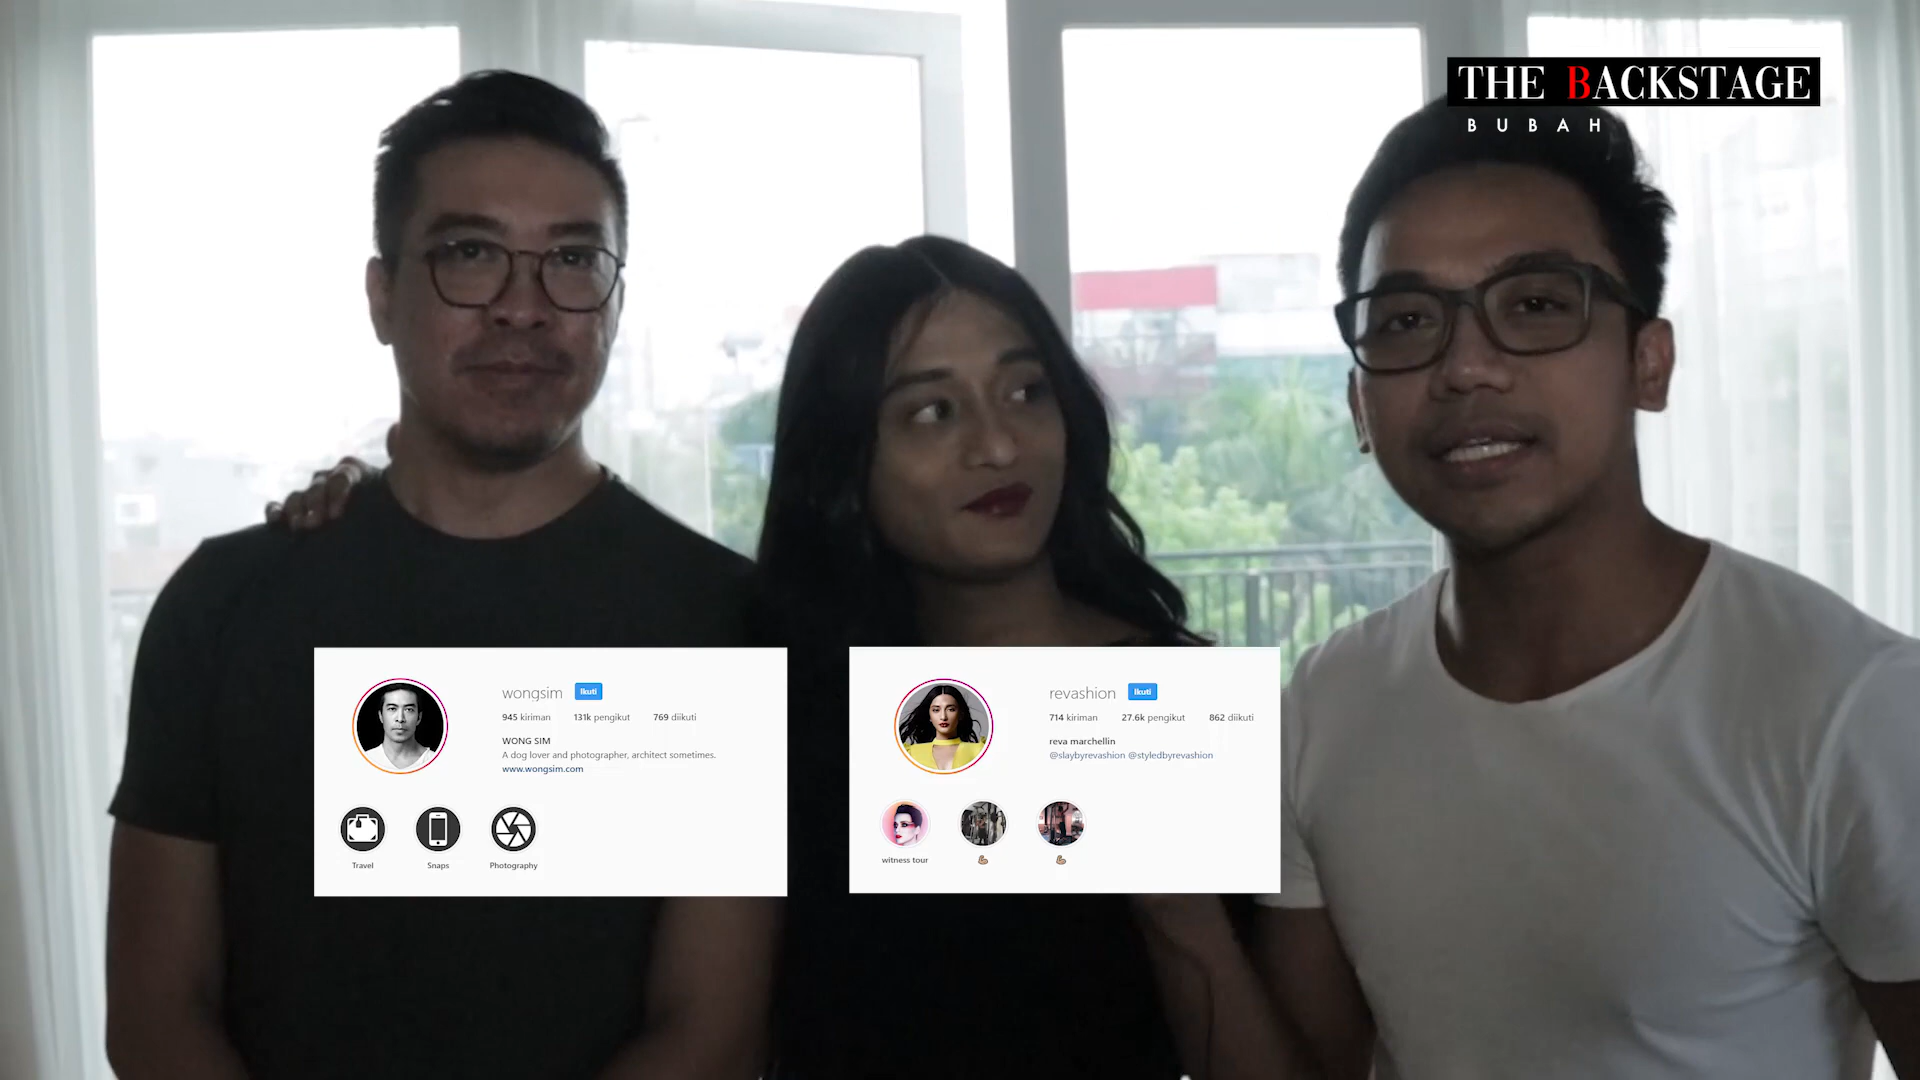 THE BACKSTAGE
BUBAH
wongsim Ikuti
945 kiriman 131k pengikut 769 diikuti
WONG SIM
A dog lover and photographer, architect sometimes.
www.wongsim.com
Travel Snaps Photography
revashion Ikuti
714 kiriman 27.6k pengikut 862 diikuti
reva marchellin
@slaybyrevashion @styledbyrevashion
witness tour 💪🏽 💪🏽